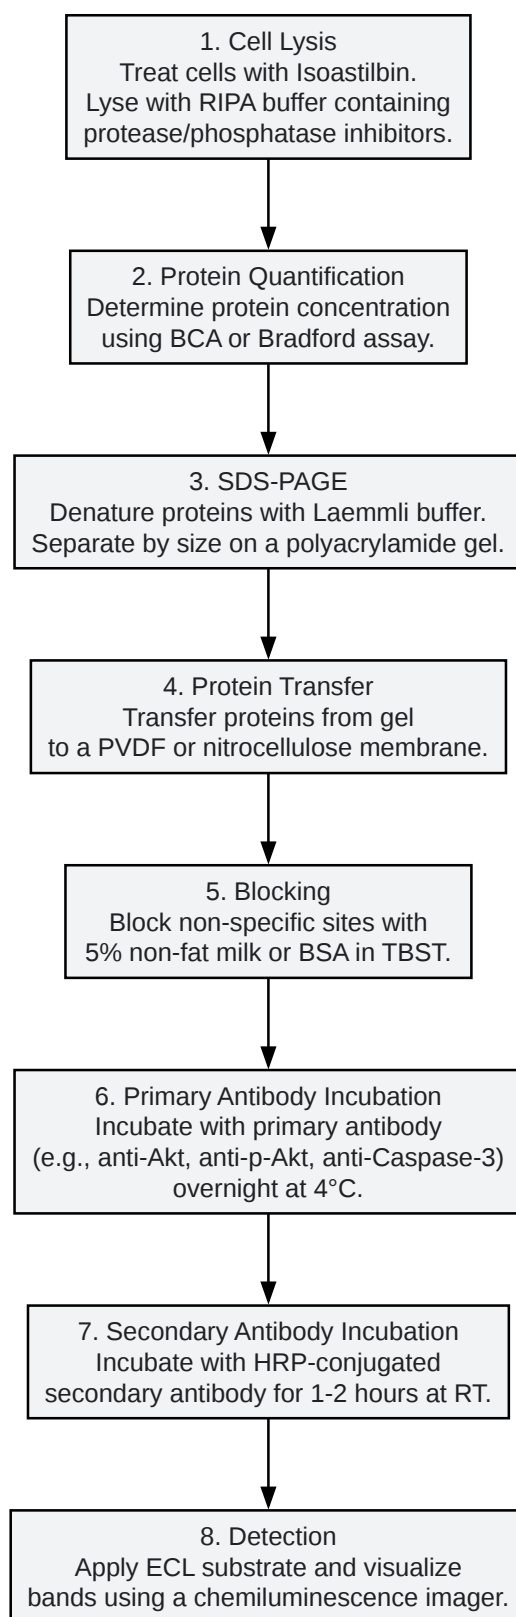 1. Cell Lysis
Treat cells with Isoastilbin.
Lyse with RIPA buffer containing
protease/phosphatase inhibitors.
2. Protein Quantification
Determine protein concentration
using BCA or Bradford assay.
3. SDS-PAGE
Denature proteins with Laemmli buffer.
Separate by size on a polyacrylamide gel.
4. Protein Transfer
Transfer proteins from gel
to a PVDF or nitrocellulose membrane.
5. Blocking
Block non-specific sites with
5% non-fat milk or BSA in TBST.
6. Primary Antibody Incubation
Incubate with primary antibody
(e.g., anti-Akt, anti-p-Akt, anti-Caspase-3)
overnight at 4°C.
7. Secondary Antibody Incubation
Incubate with HRP-conjugated
secondary antibody for 1-2 hours at RT.
8. Detection
Apply ECL substrate and visualize
bands using a chemiluminescence imager.